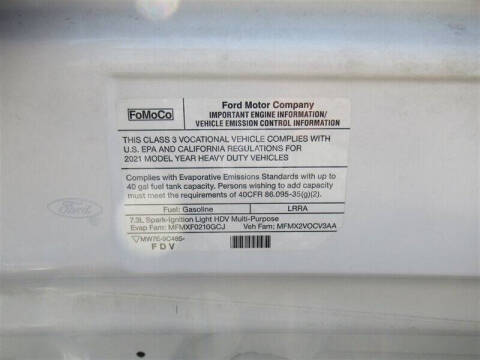 FoMoCo
Ford Motor Company
IMPORTANT ENGINE INFORMATION/
VEHICLE EMISSION CONTROL INFORMATION
THIS CLASS 3 VOCATIONAL VEHICLE COMPLIES WITH
U.S. EPA AND CALIFORNIA REGULATIONS FOR
2021 MODEL YEAR HEAVY DUTY VEHICLES
Complies with Evaporative Emissions Standards with up to
40 gal fuel tank capacity. Persons wishing to add capacity
must meet the requirements of 40CFR 86.095-35(g)(2).
Fuel: Gasoline LRRA
7.3L Spark-Ignition Light HDV Multi-Purpose
Evap Fam: MFMXF0210GCJ Veh Fam: MFMX2VOCV3AA
MW7E-9C485-
FDV
Ford